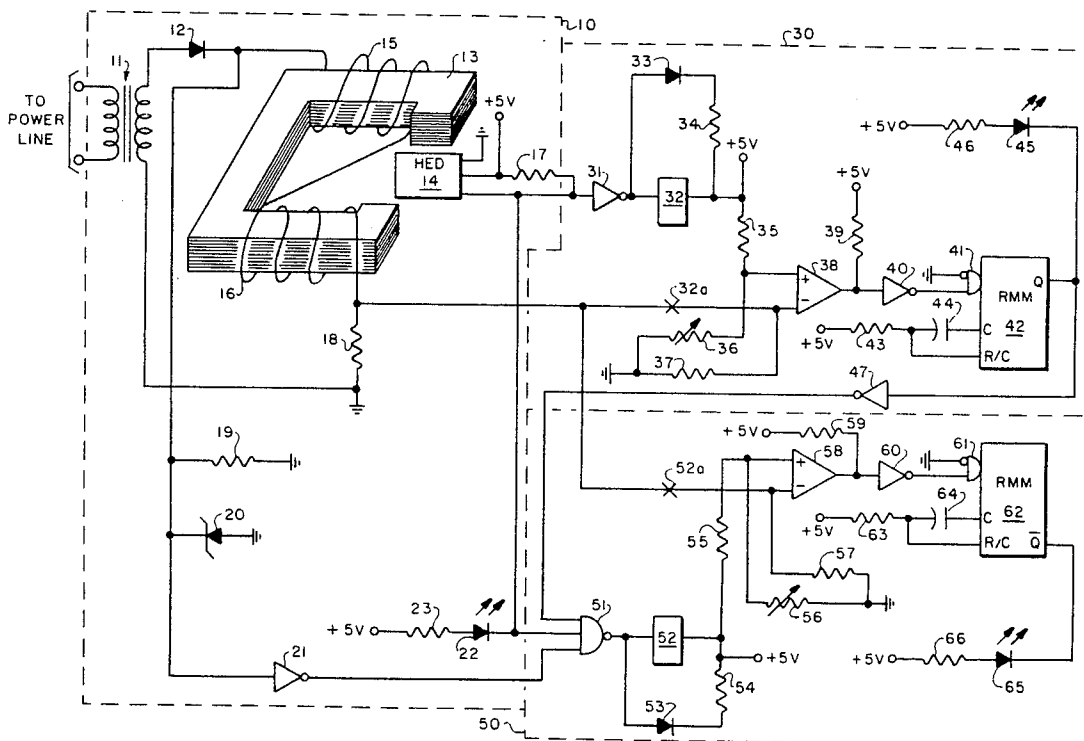 10
30
12
11
15
13
33
+5V
+5V
46
45
TO
POWER
LINE
+5V
17
34
+5V
HED
14
31
32
+5V
35
39
38
40
41
RMM
42
Q
C
R/C
44
43
+5V
16
18
32a
36
37
47
19
20
+5V
59
58
60
61
RMM
62
Q
C
R/C
64
63
+5V
52a
55
57
56
23
+5V
22
51
52
+5V
54
53
21
50
66
+5V
65